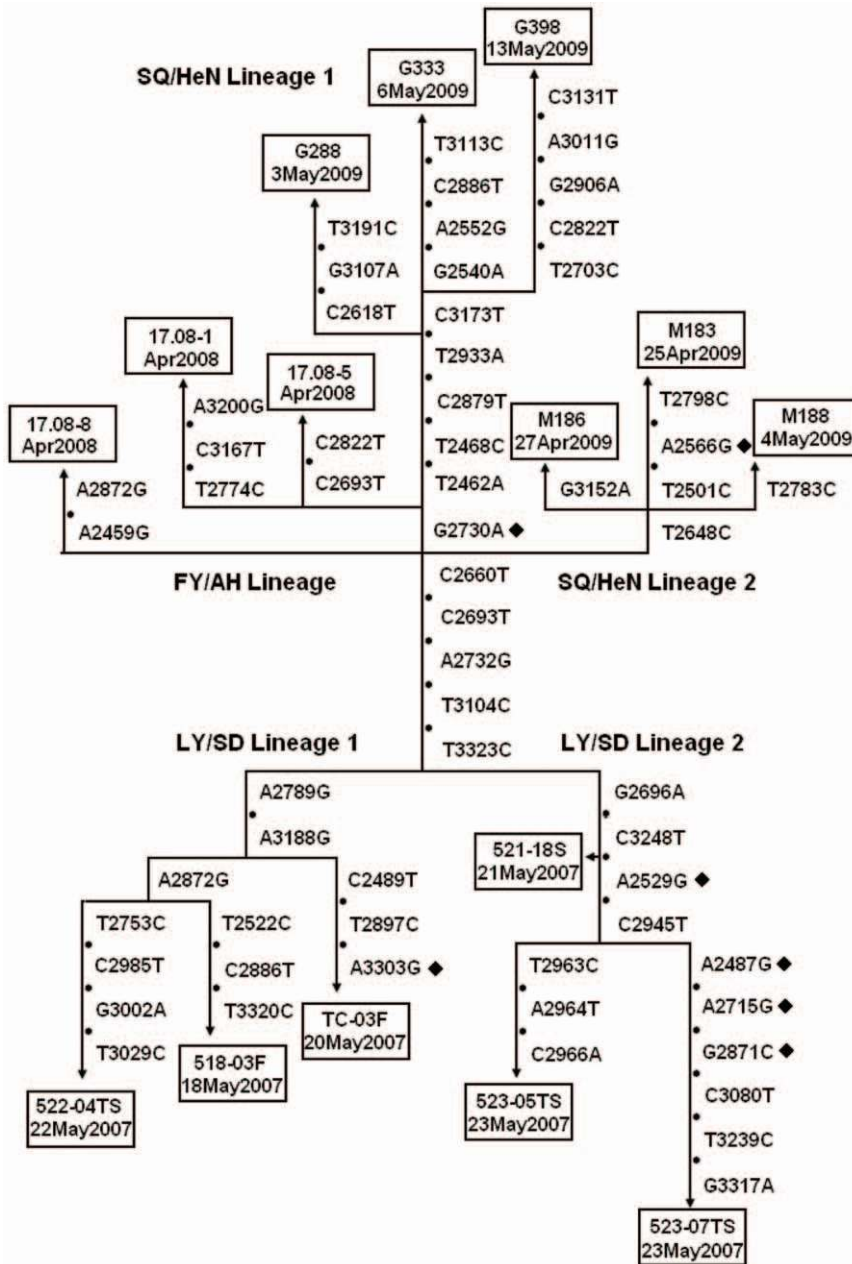 G398
13May2009
SQ/HeN Lineage 1
G333
6May2009
C3131T
G288
3May2009
T3113C
A3011G
C2886T
G2906A
T3191C
A2552G
C2822T
G3107A
G2540A
T2703C
C2618T
C3173T
17.08-1
Apr2008
M183
25Apr2009
T2933A
17.08-5
Apr2008
A3200G
C2879T
T2798C
17.08-8
Apr2008
M186
27Apr2009
M188
4May2009
C3167T
C2822T
T2468C
A2566G ◆
A2872G
T2774C
C2693T
T2462A
G3152A
T2501C
T2783C
A2459G
G2730A ◆
T2648C
FY/AH Lineage
C2660T
SQ/HeN Lineage 2
C2693T
A2732G
T3104C
LY/SD Lineage 1
T3323C
LY/SD Lineage 2
A2789G
G2696A
A3188G
C3248T
521-18S
21May2007
A2872G
C2489T
A2529G ◆
T2753C
T2522C
T2897C
C2945T
C2985T
C2886T
A3303G ◆
T2963C
A2487G ◆
G3002A
T3320C
TC-03F
20May2007
A2964T
A2715G ◆
T3029C
518-03F
18May2007
C2966A
G2871C ◆
522-04TS
22May2007
523-05TS
23May2007
C3080T
T3239C
G3317A
523-07TS
23May2007